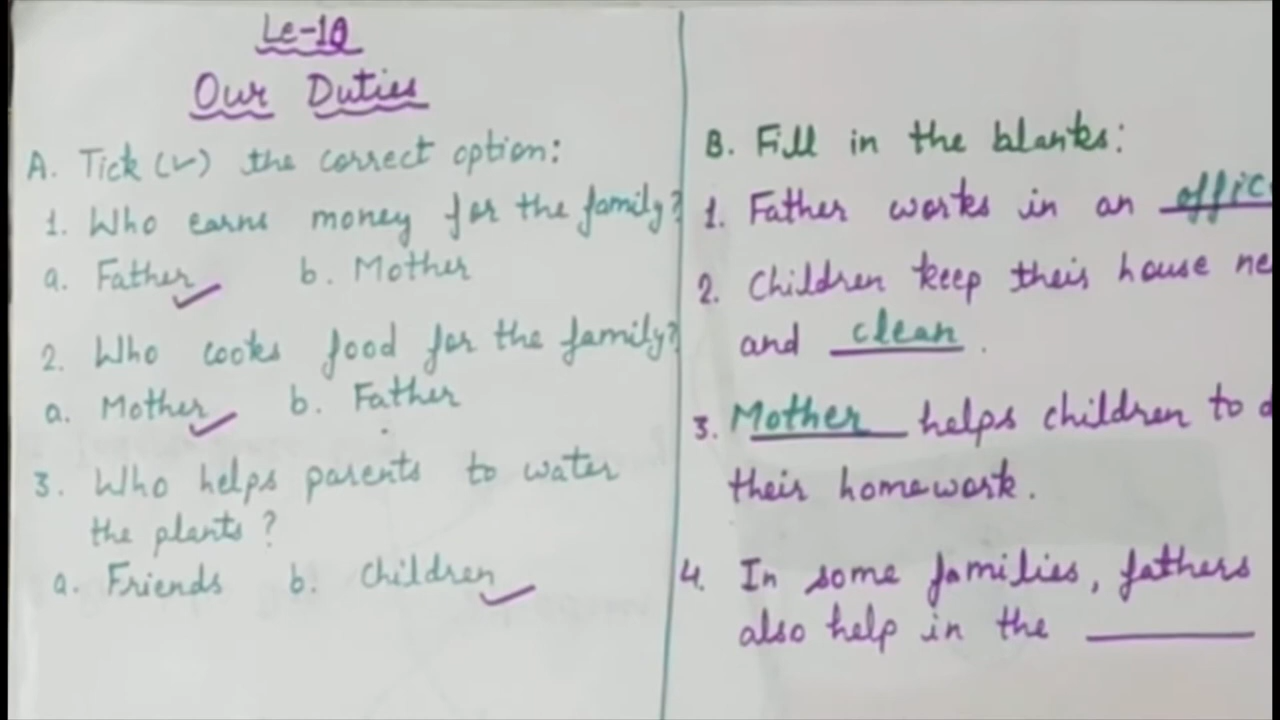 Le-10
Our Duties
A. Tick (✓) the correct option:
1. Who earns money for the family?
a. Father ✓ b. Mother
2. Who cooks food for the family?
a. Mother ✓ b. Father
3. Who helps parents to water
the plants?
a. Friends b. Children ✓
B. Fill in the blanks:
1. Father works in an
2. Children keep their house
and clean.
3. Mother helps children to
their homework.
4. In some families, fathers
also help in the ______